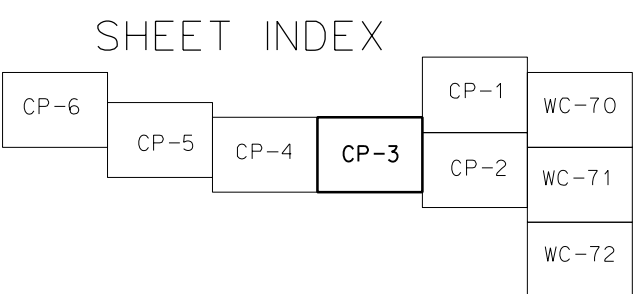 SHEET INDEX
CP-6
CP-5
CP-4
CP-3
CP-1
CP-2
WC-70
WC-71
WC-72